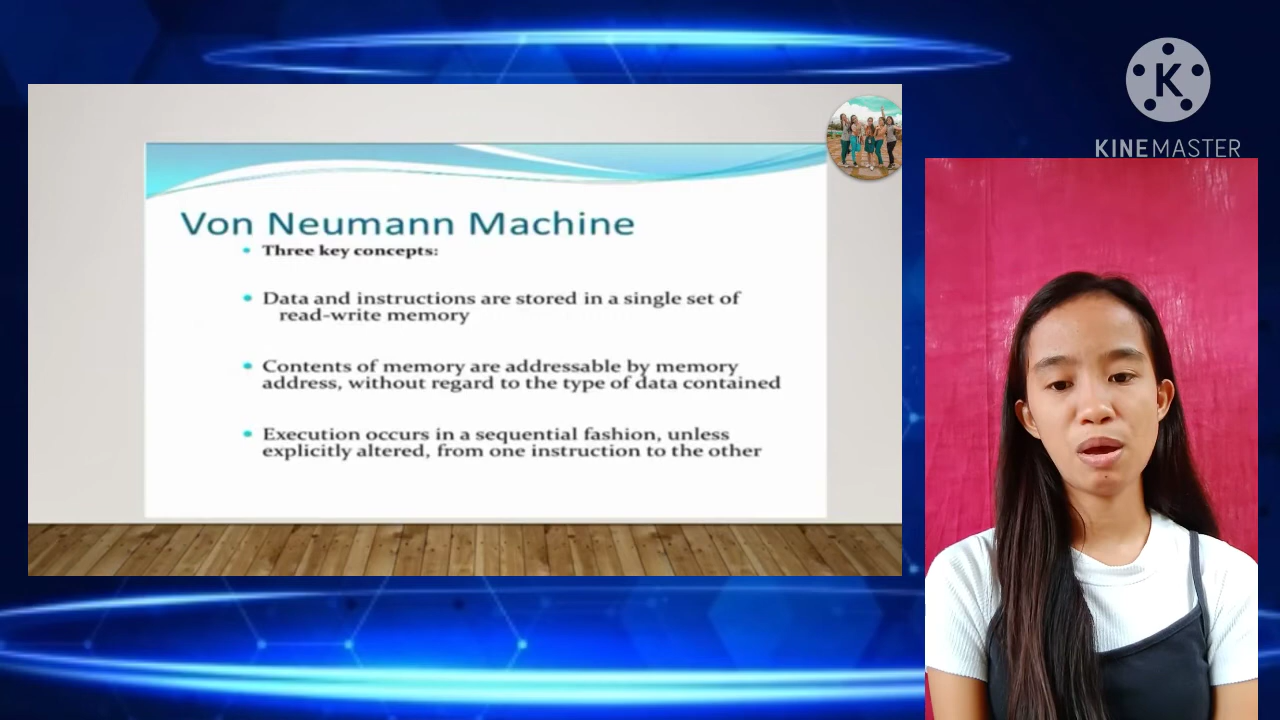 K
KINEMASTER
Von Neumann Machine
• Three key concepts:
• Data and instructions are stored in a single set of
read-write memory
• Contents of memory are addressable by memory
address, without regard to the type of data contained
• Execution occurs in a sequential fashion, unless
explicitly altered, from one instruction to the other